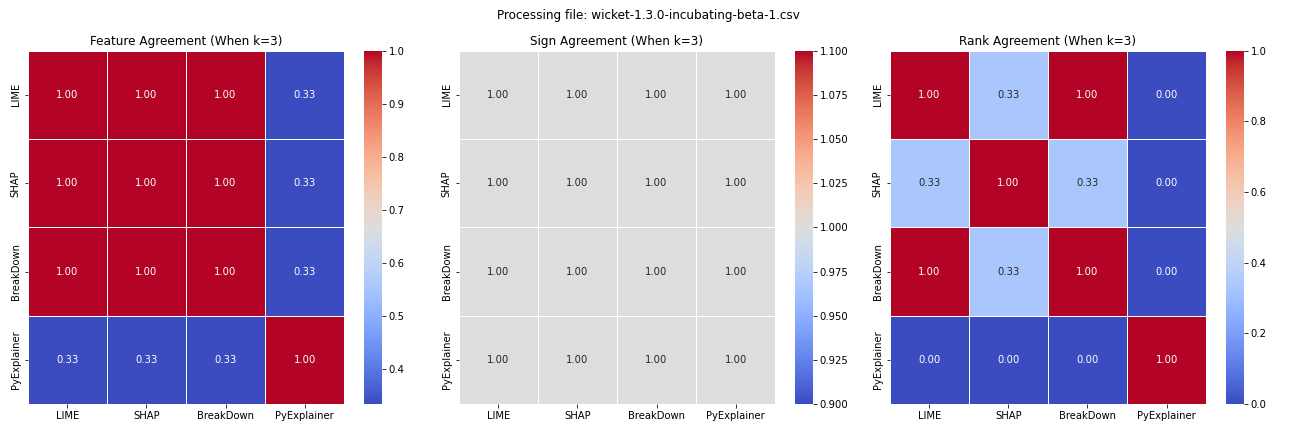 Processing file: wicket-1.3.0-incubating-beta-1.csv
Feature Agreement (When k=3)
LIME
SHAP
BreakDown
PyExplainer
1.00 1.00 1.00 0.33
1.00 1.00 1.00 0.33
1.00 1.00 1.00 0.33
0.33 0.33 0.33 1.00
LIME SHAP BreakDown PyExplainer
1.0
0.9
0.8
0.7
0.6
0.5
0.4
Sign Agreement (When k=3)
LIME
SHAP
BreakDown
PyExplainer
1.00 1.00 1.00 1.00
1.00 1.00 1.00 1.00
1.00 1.00 1.00 1.00
1.00 1.00 1.00 1.00
LIME SHAP BreakDown PyExplainer
1.100
1.075
1.050
1.025
1.000
0.975
0.950
0.925
0.900
Rank Agreement (When k=3)
LIME
SHAP
BreakDown
PyExplainer
1.00 0.33 1.00 0.00
0.33 1.00 0.33 0.00
1.00 0.33 1.00 0.00
0.00 0.00 0.00 1.00
LIME SHAP BreakDown PyExplainer
1.0
0.8
0.6
0.4
0.2
0.0